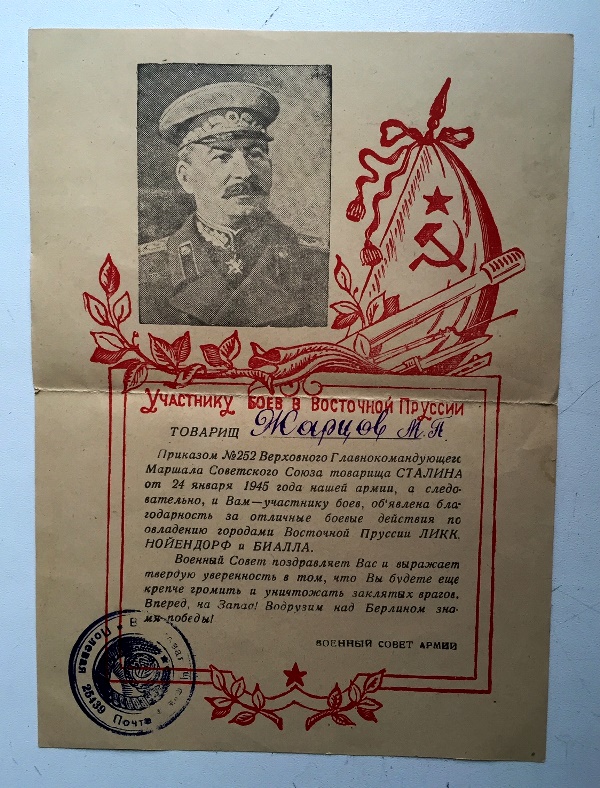 УЧАСТНИКУ БОЕВ В ВОСТОЧНОЙ ПРУССИИ
ТОВАРИЩ Жарцов Т. П.
Приказом №252 Верховного Главнокомандующего
Маршала Советского Союза товарища СТАЛИНА
от 24 января 1945 года нашей армии, а следо-
вательно, и Вам—участнику боев, об'явлена бла-
годарность за отличные боевые действия по
овладению городами Восточной Пруссии ЛИКК,
НОЙЕНДОРФ и БИАЛЛА.
Военный Совет поздравляет Вас и выражает
твердую уверенность в том, что Вы будете еще
крепче громить и уничтожать заклятых врагов.
Вперед, на Запад! Водрузим над Берлином зна-
мя победы!
ВОЕННЫЙ СОВЕТ АРМИИ
Полевая Почта
26439